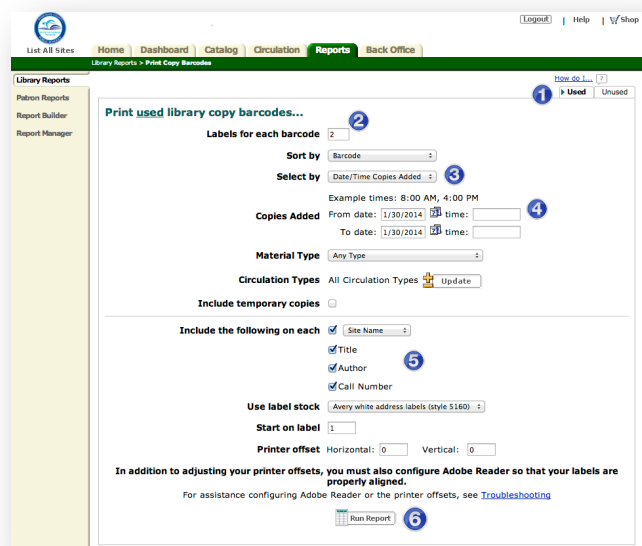 Logout | Help | Shop
List All Sites
Home Dashboard Catalog Circulation Reports Back Office
Library Reports > Print Copy Barcodes
Library Reports
Patron Reports
Report Builder
Report Manager
How do I... ?
1 Used Unused
Print used library copy barcodes...
2
Labels for each barcode 2
Sort by Barcode
Select by Date/Time Copies Added 3
Example times: 8:00 AM, 4:00 PM
Copies Added From date: 1/30/2014 time: 4
To date: 1/30/2014 time:
Material Type Any Type
Circulation Types All Circulation Types Update
Include temporary copies
Include the following on each Site Name
Title
Author 5
Call Number
Use label stock Avery white address labels (style 5160)
Start on label 1
Printer offset Horizontal: 0 Vertical: 0
In addition to adjusting your printer offsets, you must also configure Adobe Reader so that your labels are
properly aligned.
For assistance configuring Adobe Reader or the printer offsets, see Troubleshooting
Run Report 6